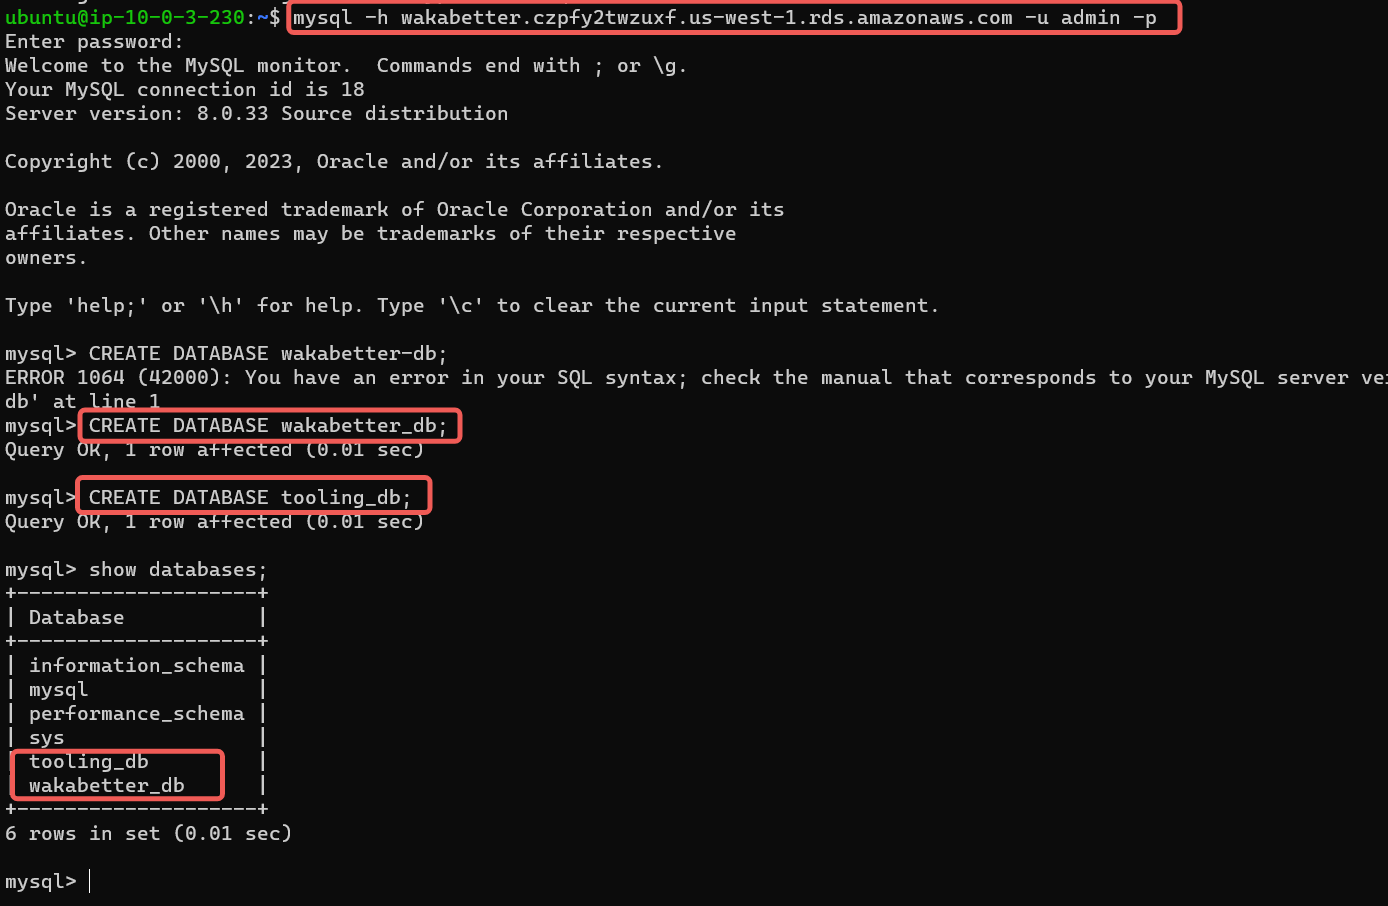 ubuntu@ip-10-0-3-230:~$ mysql -h wakabetter.czpfy2twzuxf.us-west-1.rds.amazonaws.com -u admin -p
Enter password:
Welcome to the MySQL monitor.  Commands end with ; or \g.
Your MySQL connection id is 18
Server version: 8.0.33 Source distribution
Copyright (c) 2000, 2023, Oracle and/or its affiliates.
Oracle is a registered trademark of Oracle Corporation and/or its
affiliates. Other names may be trademarks of their respective
owners.
Type 'help;' or '\h' for help. Type '\c' to clear the current input statement.
mysql> CREATE DATABASE wakabetter-db;
ERROR 1064 (42000): You have an error in your SQL syntax; check the manual that corresponds to your MySQL server
db' at line 1
mysql> CREATE DATABASE wakabetter_db;
Query OK, 1 row affected (0.01 sec)
mysql> CREATE DATABASE tooling_db;
Query OK, 1 row affected (0.01 sec)
mysql> show databases;
+--------------------+
| Database           |
+--------------------+
| information_schema |
| mysql              |
| performance_schema |
| sys                |
| tooling_db         |
| wakabetter_db      |
+--------------------+
6 rows in set (0.01 sec)
mysql>